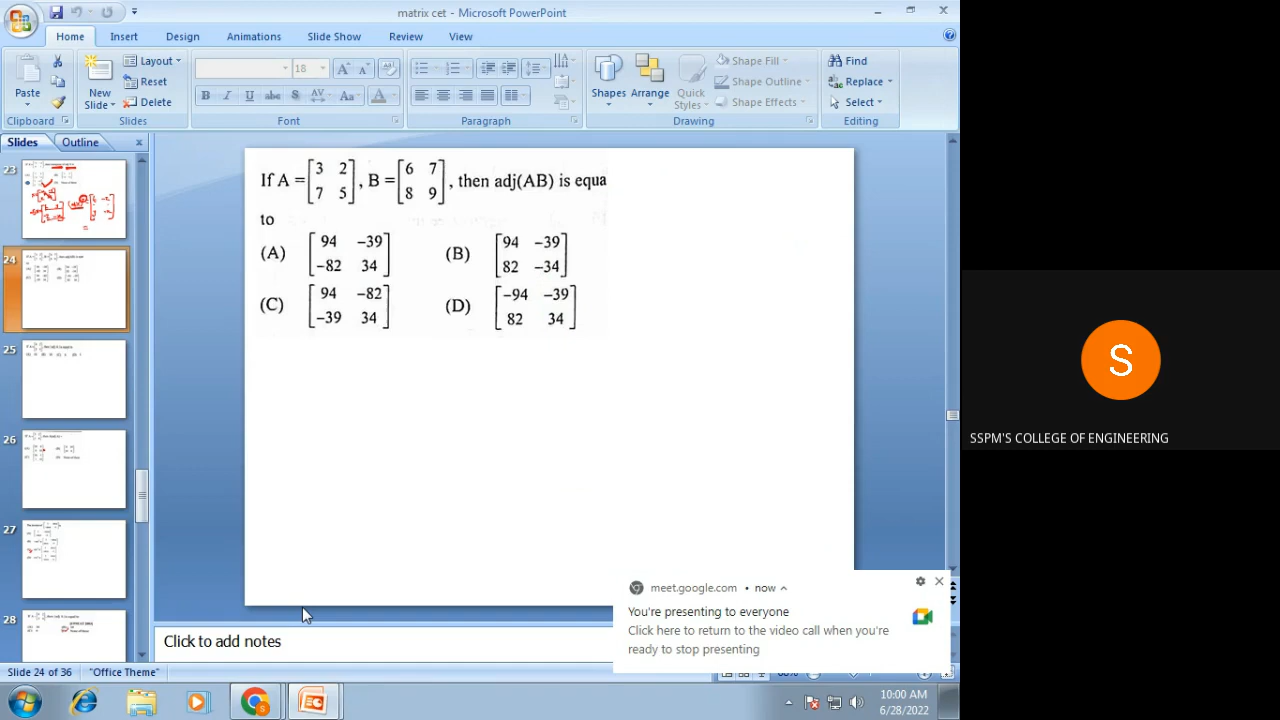 matrix cet - Microsoft PowerPoint
Home Insert Design Animations Slide Show Review View
Paste
New Slide
Layout
Reset
Delete
18
B I U abc S AV Aa A
Shapes Arrange Quick Styles
Shape Fill
Shape Outline
Shape Effects
Find
Replace
Select
Clipboard Slides Font Paragraph Drawing Editing
Slides Outline
23
24
25
26
27
28
If A = [3 2 , B = [6 7 , then adj(AB) is equa
7 5] 8 9]
to
(A) [94 −39 (B) [94 −39
−82 34] 82 −34]
(C) [94 −82 (D) [−94 −39
−39 34] 82 34]
S
SSPM'S COLLEGE OF ENGINEERING
meet.google.com • now
You're presenting to everyone
Click here to return to the video call when you're
ready to stop presenting
Click to add notes
Slide 24 of 36 "Office Theme"
10:00 AM
6/28/2022